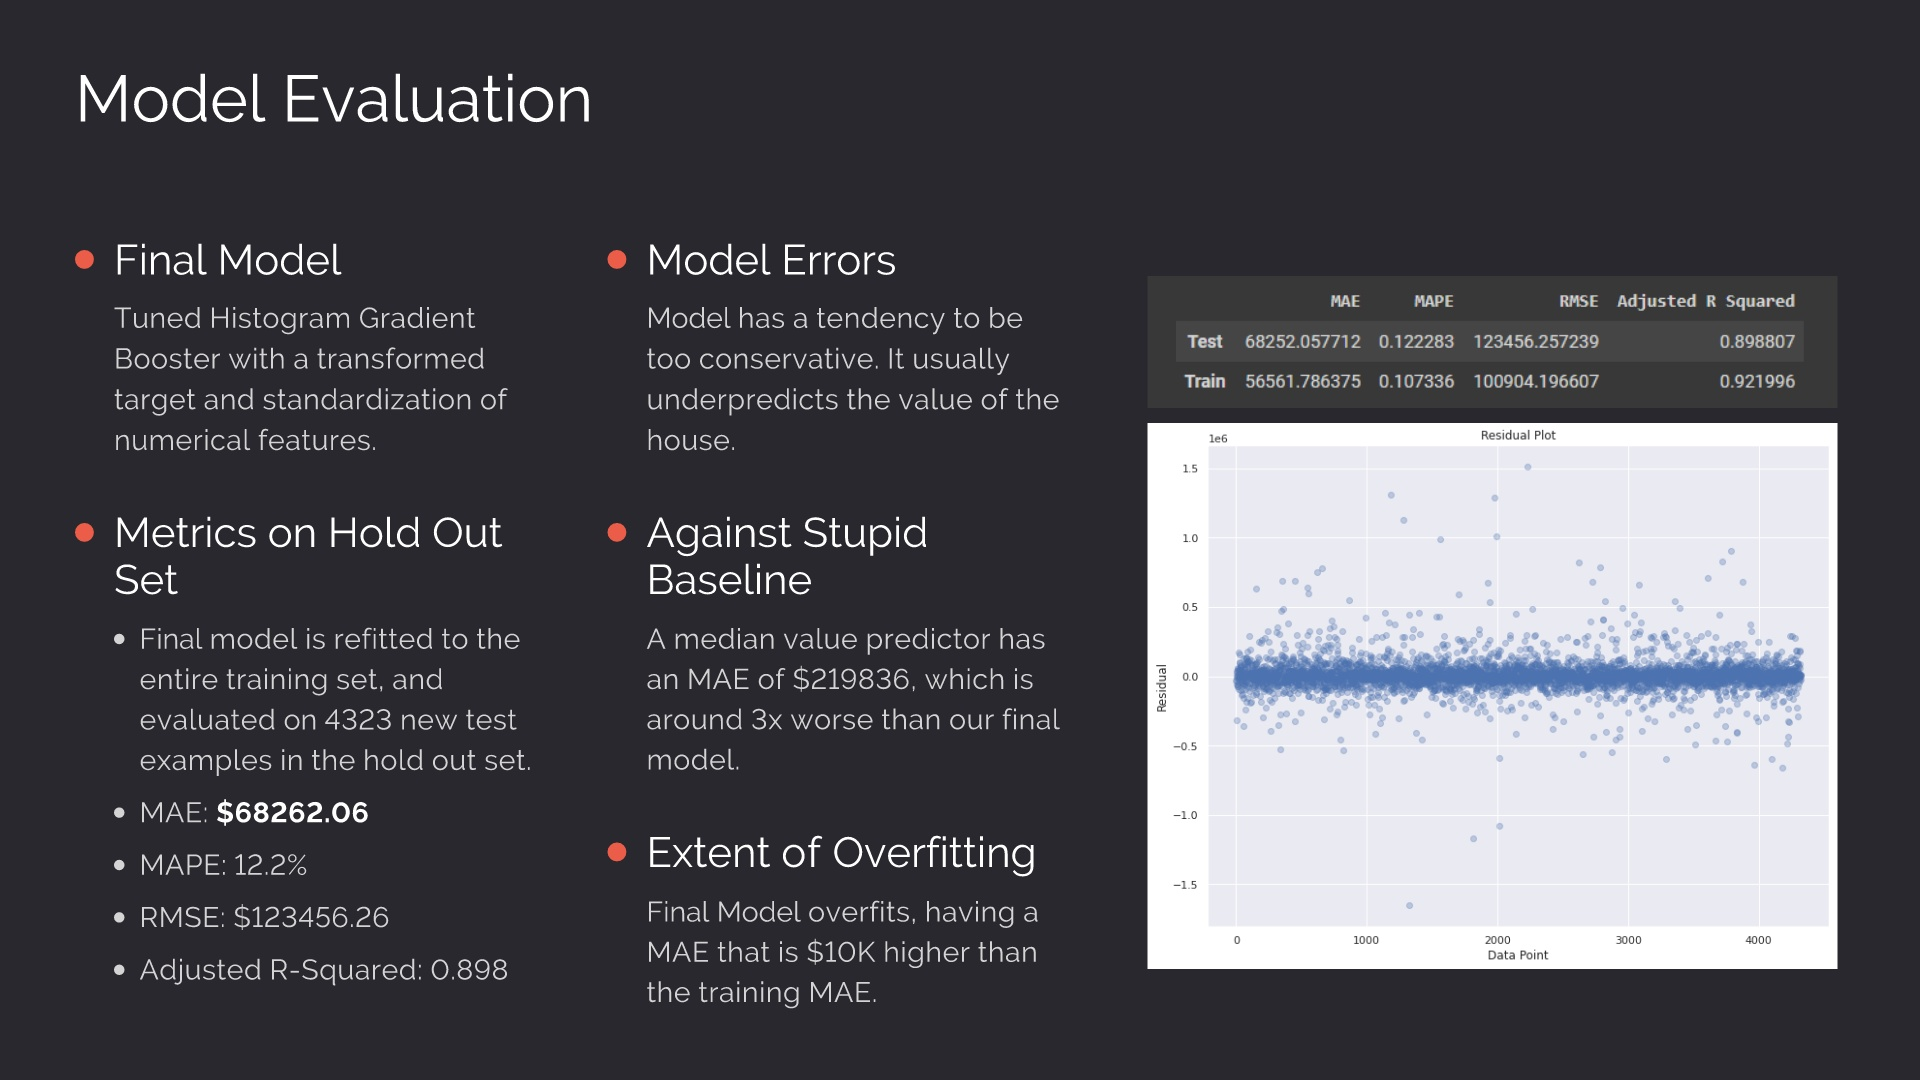 Model Evaluation
Final Model
Tuned Histogram Gradient
Booster with a transformed
target and standardization of
numerical features.
Metrics on Hold Out
Set
Final model is refitted to the
entire training set, and
evaluated on 4323 new test
examples in the hold out set.
MAE: $68262.06
MAPE: 12.2%
RMSE: $123456.26
Adjusted R-Squared: 0.898
Model Errors
Model has a tendency to be
too conservative. It usually
underpredicts the value of the
house.
Against Stupid
Baseline
A median value predictor has
an MAE of $219836, which is
around 3x worse than our final
model.
Extent of Overfitting
Final Model overfits, having a
MAE that is $10K higher than
the training MAE.
MAE MAPE RMSE Adjusted R Squared
Test 68252.057712 0.122283 123456.257239 0.898807
Train 56561.786375 0.107336 100904.196607 0.921996
Residual Plot
1e6
1.5
1.0
0.5
0.0
−0.5
−1.0
−1.5
Residual
0 1000 2000 3000 4000
Data Point